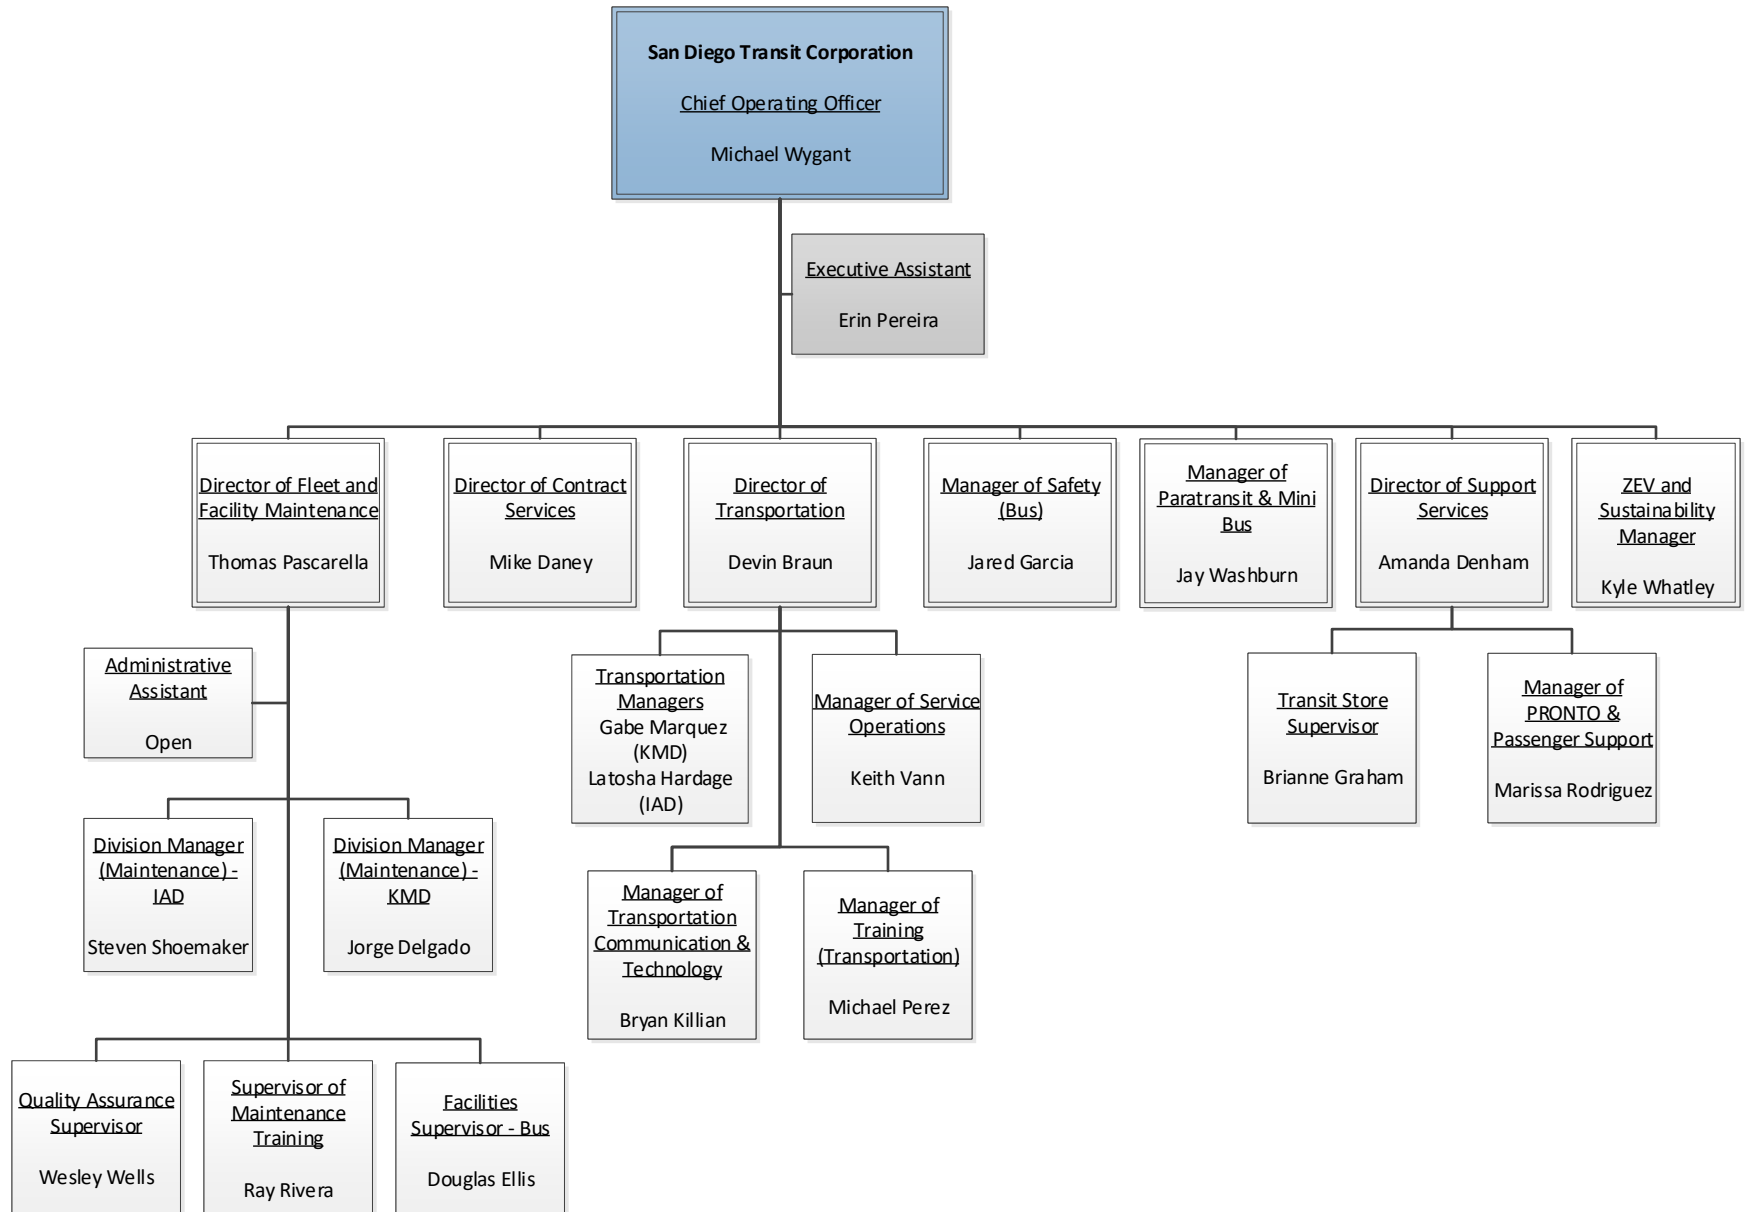 San Diego Transit Corporation
Chief Operating Officer
Michael Wygant
Executive Assistant
Erin Pereira
Director of Fleet and
Facility Maintenance
Thomas Pascarella
Director of Contract
Services
Mike Daney
Director of
Transportation
Devin Braun
Manager of Safety
(Bus)
Jared Garcia
Manager of
Paratransit & Mini
Bus
Jay Washburn
Director of Support
Services
Amanda Denham
ZEV and
Sustainability
Manager
Kyle Whatley
Administrative
Assistant
Open
Transportation
Managers
Gabe Marquez
(KMD)
Latosha Hardage
(IAD)
Manager of Service
Operations
Keith Vann
Transit Store
Supervisor
Brianne Graham
Manager of
PRONTO &
Passenger Support
Marissa Rodriguez
Division Manager
(Maintenance) -
IAD
Steven Shoemaker
Division Manager
(Maintenance) -
KMD
Jorge Delgado
Manager of
Transportation
Communication &
Technology
Bryan Killian
Manager of
Training
(Transportation)
Michael Perez
Quality Assurance
Supervisor
Wesley Wells
Supervisor of
Maintenance
Training
Ray Rivera
Facilities
Supervisor - Bus
Douglas Ellis